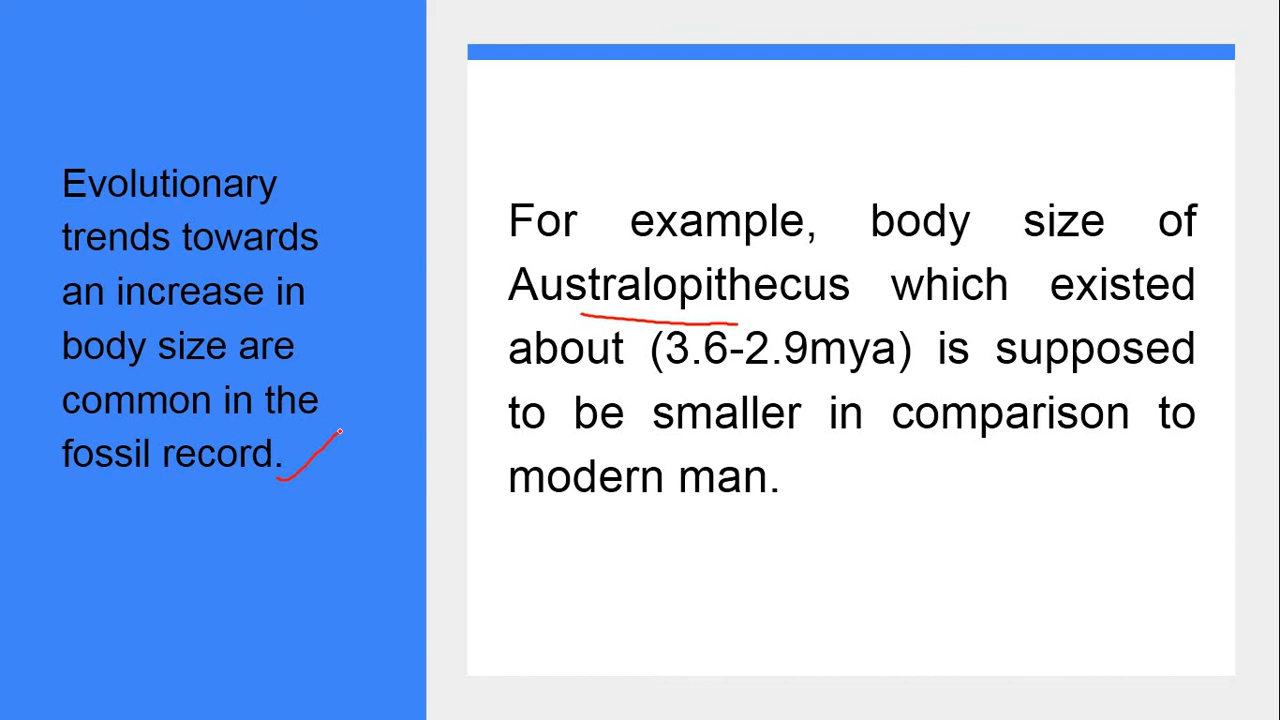 Evolutionary
trends towards
an increase in
body size are
common in the
fossil record.
For example, body size of
Australopithecus which existed
about (3.6-2.9mya) is supposed
to be smaller in comparison to
modern man.